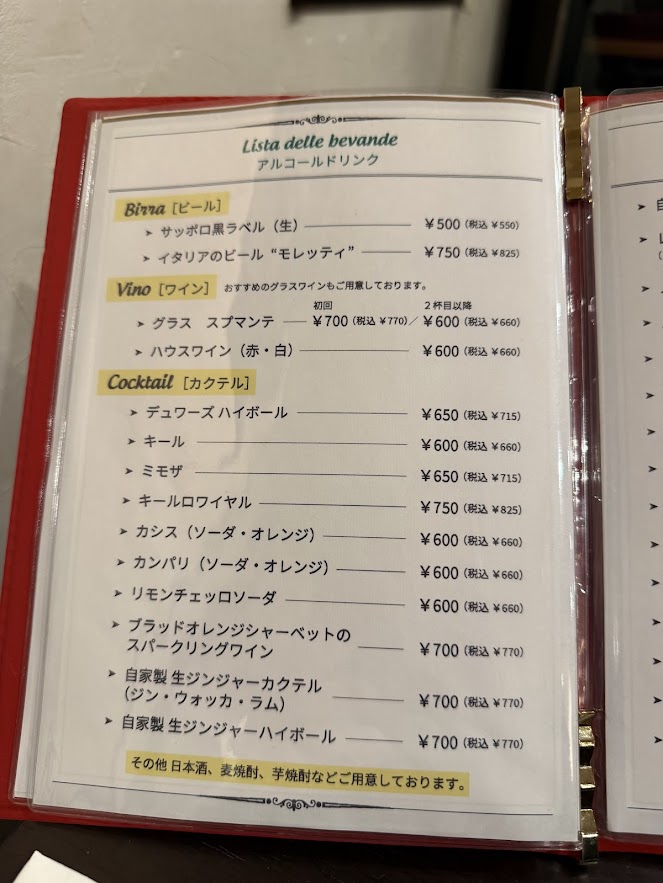 Lista delle bevande
アルコールドリンク
Birra [ビール]
➤ サッポロ黒ラベル（生） ¥500（税込 ¥550）
➤ イタリアのビール “モレッティ” ¥750（税込 ¥825）
Vino [ワイン] おすすめのグラスワインもご用意しております。
初回 2杯目以降
➤ グラス スプマンテ ¥700（税込 ¥770）／¥600（税込 ¥660）
➤ ハウスワイン（赤・白） ¥600（税込 ¥660）
Cocktail [カクテル]
➤ デュワーズ ハイボール ¥650（税込 ¥715）
➤ キール ¥600（税込 ¥660）
➤ ミモザ ¥650（税込 ¥715）
➤ キールロワイヤル ¥750（税込 ¥825）
➤ カシス（ソーダ・オレンジ） ¥600（税込 ¥660）
➤ カンパリ（ソーダ・オレンジ） ¥600（税込 ¥660）
➤ リモンチェッロソーダ ¥600（税込 ¥660）
➤ ブラッドオレンジシャーベットの
スパークリングワイン ¥700（税込 ¥770）
➤ 自家製 生ジンジャーカクテル
（ジン・ウォッカ・ラム） ¥700（税込 ¥770）
➤ 自家製 生ジンジャーハイボール ¥700（税込 ¥770）
その他 日本酒、麦焼酎、芋焼酎などご用意しております。